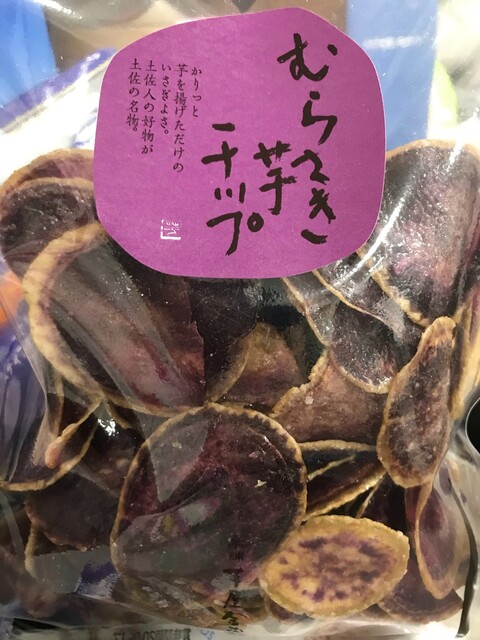 むらさき
芋
チップ
かりっと
芋を揚げただけの
いさぎよさ。
土佐人の好物が
土佐の名物。